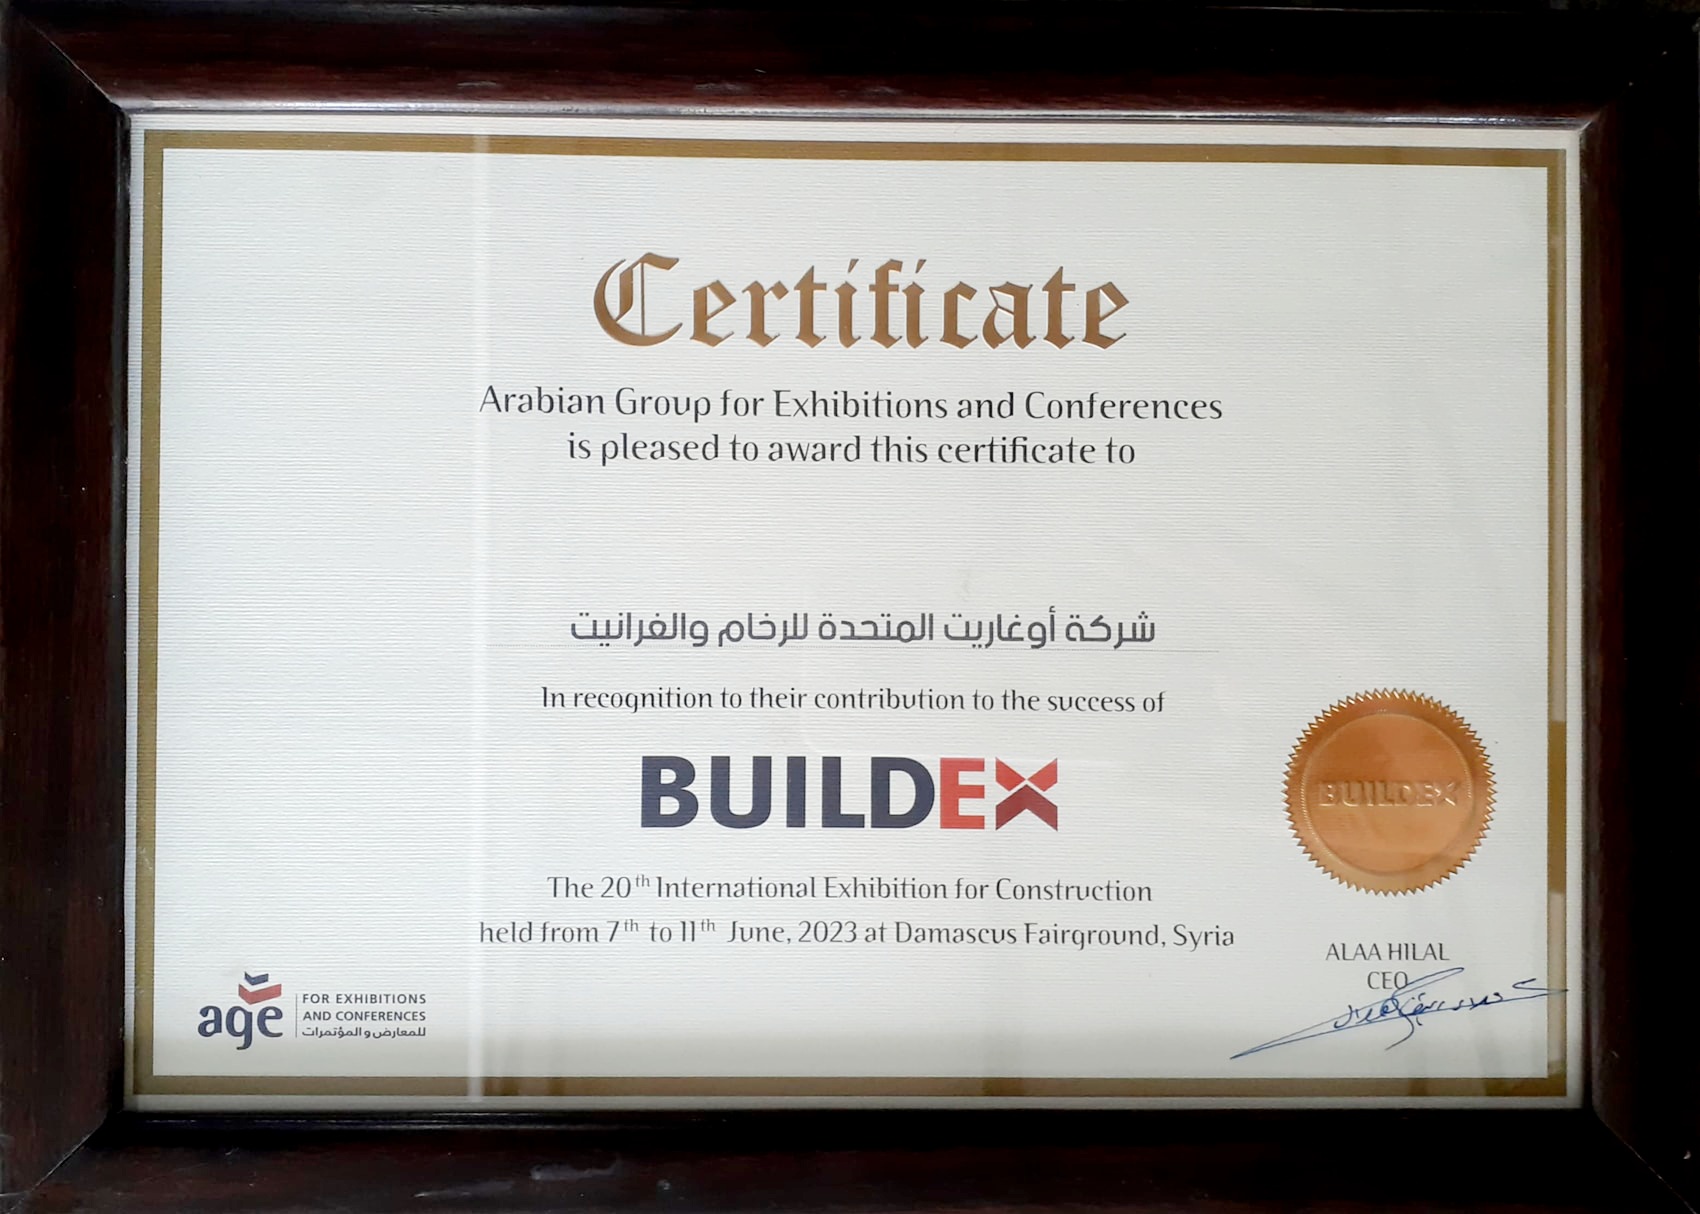 Certificate
Arabian Group for Exhibitions and Conferences
is pleased to award this certificate to
شركة أوغاريت المتحدة للرخام والغرانيت
In recognition to their contribution to the success of
BUILDEX
The 20th International Exhibition for Construction
held from 7th to 11th June, 2023 at Damascus Fairground, Syria
BUILDEX
ALAA HILAL
CEO
age
FOR EXHIBITIONS
AND CONFERENCES
للمعارض و المؤتمرات